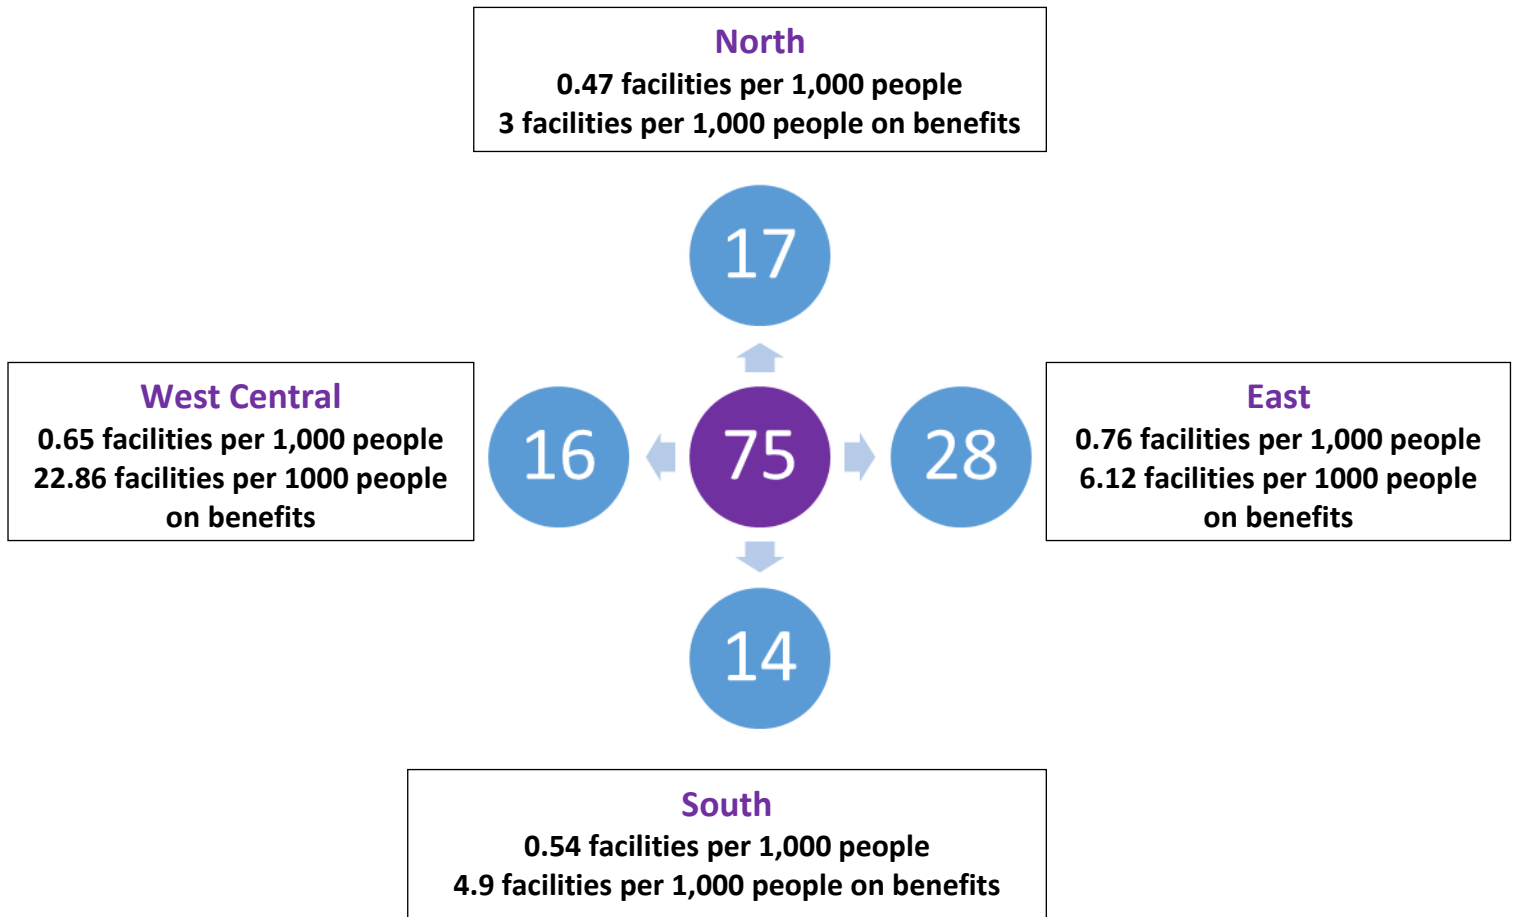 North
0.47 facilities per 1,000 people
3 facilities per 1,000 people on benefits
17
West Central
0.65 facilities per 1,000 people
22.86 facilities per 1000 people
on benefits
16
75
28
East
0.76 facilities per 1,000 people
6.12 facilities per 1000 people
on benefits
14
South
0.54 facilities per 1,000 people
4.9 facilities per 1,000 people on benefits